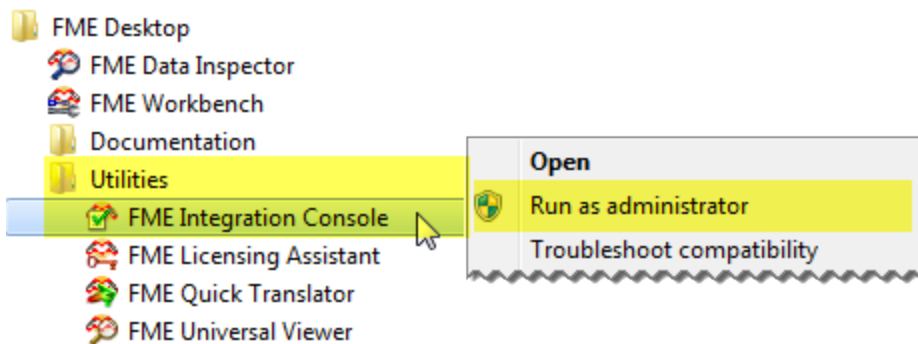 FME Desktop
FME Data Inspector
FME Workbench
Documentation
Utilities
FME Integration Console
FME Licensing Assistant
FME Quick Translator
FME Universal Viewer
Open
Run as administrator
Troubleshoot compatibility